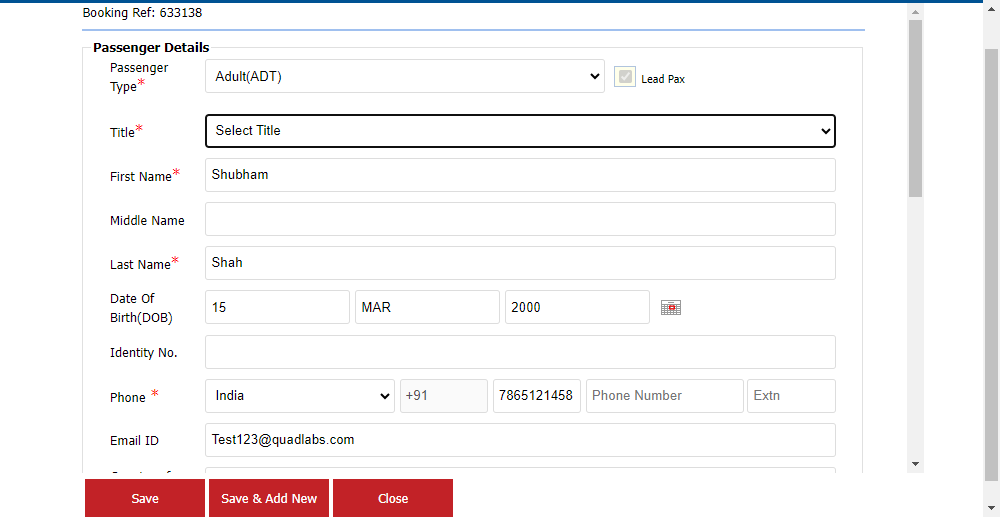 Booking Ref: 633138
Passenger Details
Passenger Type* Adult(ADT) Lead Pax
Title* Select Title
First Name* Shubham
Middle Name
Last Name* Shah
Date Of Birth(DOB) 15 MAR 2000
Identity No.
Phone * India +91 7865121458 Phone Number Extn
Email ID Test123@quadlabs.com
Save Save & Add New Close